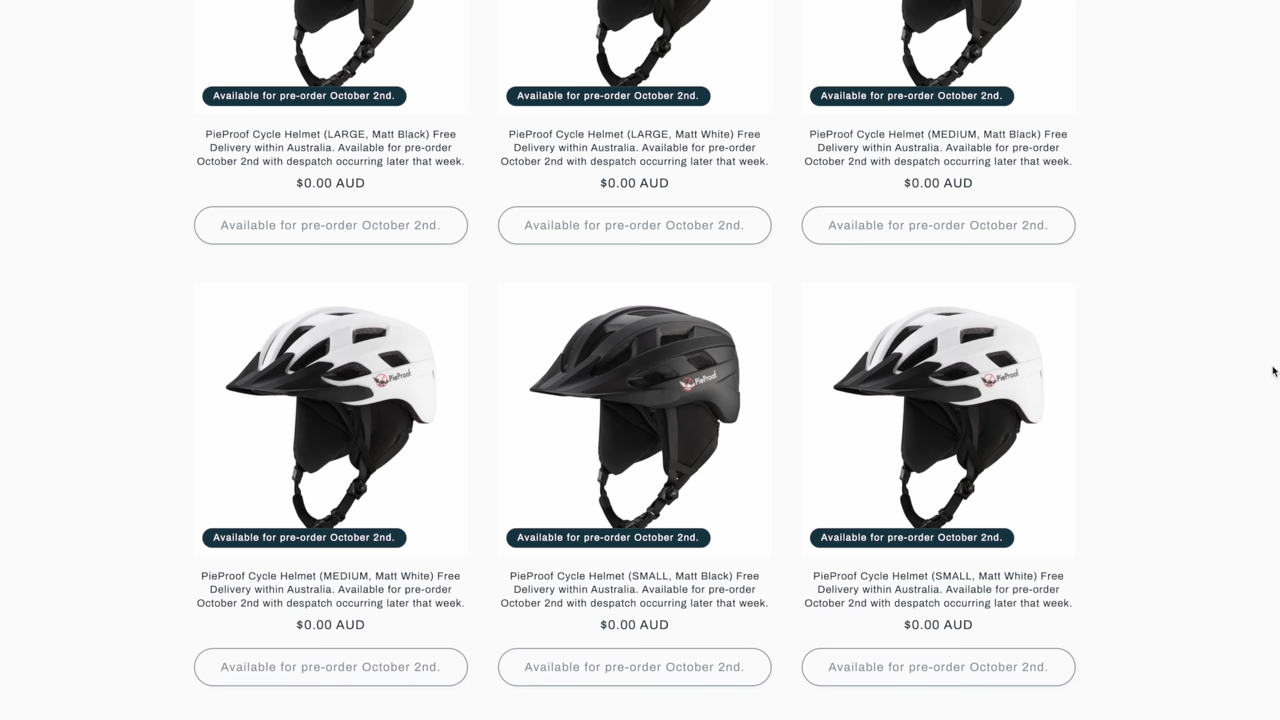 Available for pre-order October 2nd.
Available for pre-order October 2nd.
Available for pre-order October 2nd.
PieProof Cycle Helmet (LARGE, Matt Black) Free
Delivery within Australia. Available for pre-order
October 2nd with despatch occurring later that week.
$0.00 AUD
Available for pre-order October 2nd.
PieProof Cycle Helmet (LARGE, Matt White) Free
Delivery within Australia. Available for pre-order
October 2nd with despatch occurring later that week.
$0.00 AUD
Available for pre-order October 2nd.
PieProof Cycle Helmet (MEDIUM, Matt Black) Free
Delivery within Australia. Available for pre-order
October 2nd with despatch occurring later that week.
$0.00 AUD
Available for pre-order October 2nd.
PieProof
PieProof
PieProof
Available for pre-order October 2nd.
Available for pre-order October 2nd.
Available for pre-order October 2nd.
PieProof Cycle Helmet (MEDIUM, Matt White) Free
Delivery within Australia. Available for pre-order
October 2nd with despatch occurring later that week.
$0.00 AUD
Available for pre-order October 2nd.
PieProof Cycle Helmet (SMALL, Matt Black) Free
Delivery within Australia. Available for pre-order
October 2nd with despatch occurring later that week.
$0.00 AUD
Available for pre-order October 2nd.
PieProof Cycle Helmet (SMALL, Matt White) Free
Delivery within Australia. Available for pre-order
October 2nd with despatch occurring later that week.
$0.00 AUD
Available for pre-order October 2nd.